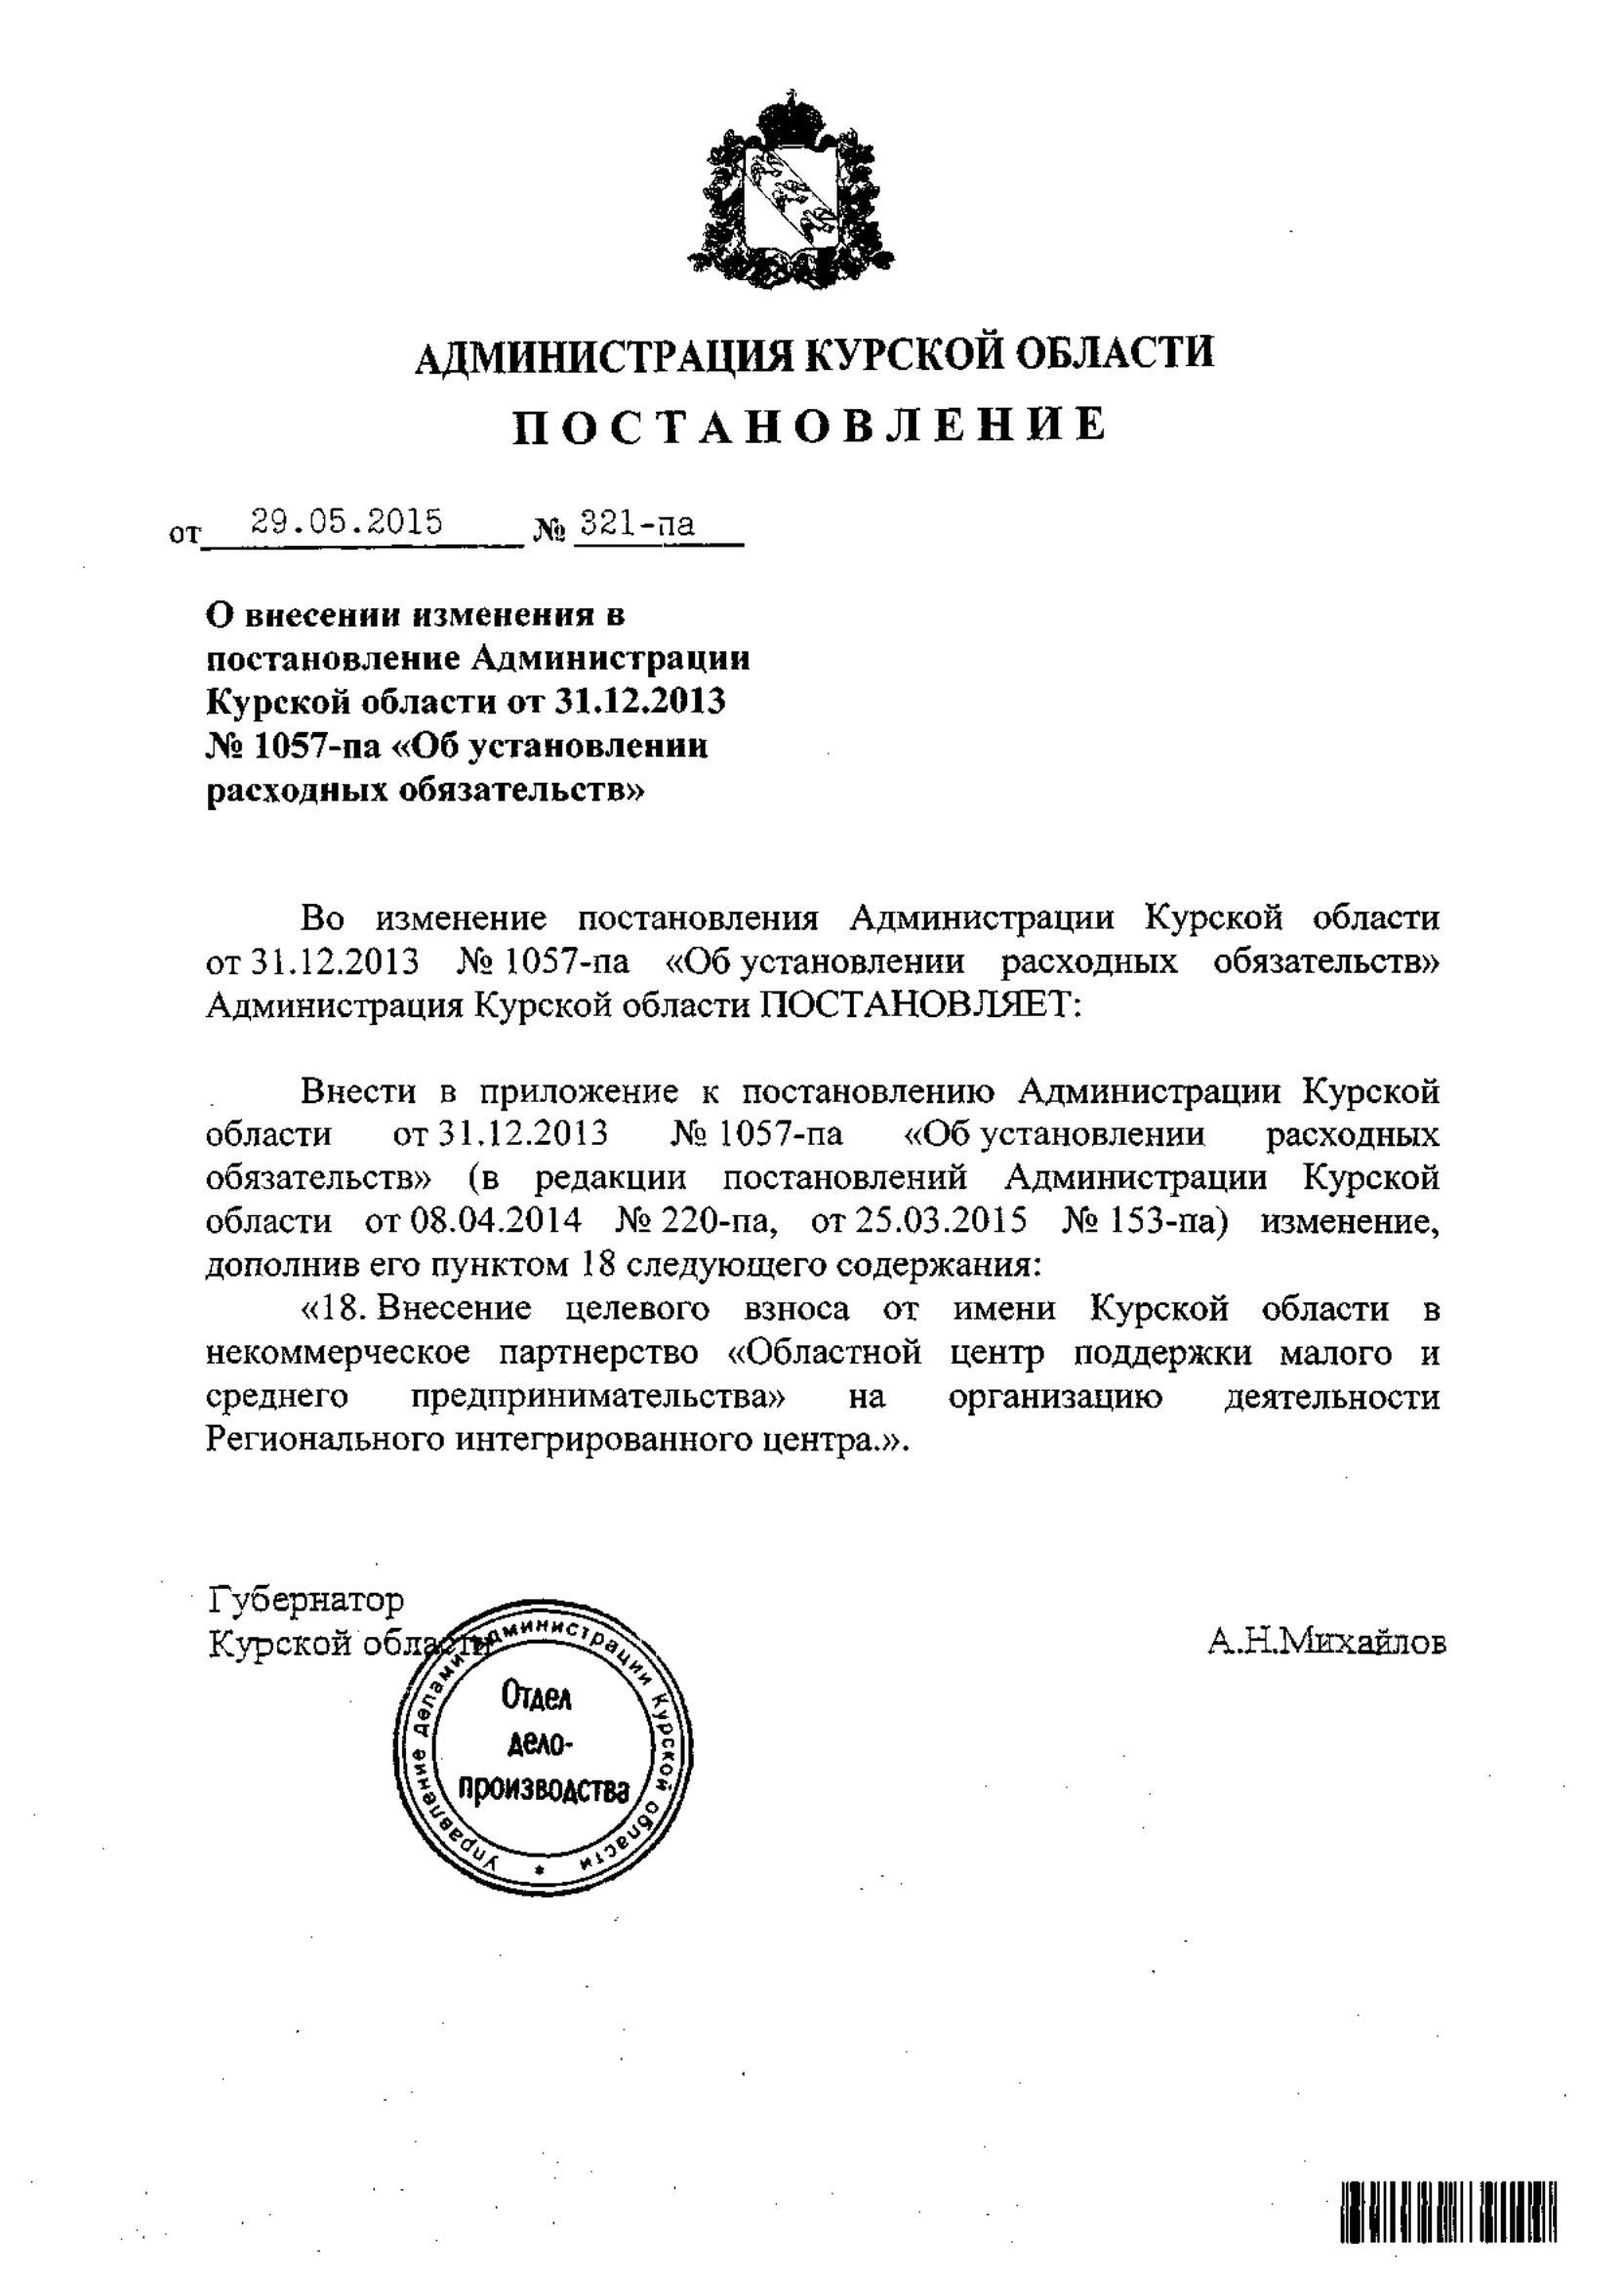 АДМИНИСТРАЦИЯ КУРСКОЙ ОБЛАСТИ
ПОСТАНОВЛЕНИЕ
от 29.05.2015 № 321-па
О внесении изменения в
постановление Администрации
Курской области от 31.12.2013
№ 1057-па «Об установлении
расходных обязательств»
Во изменение постановления Администрации Курской области
от 31.12.2013 № 1057-па «Об установлении расходных обязательств»
Администрация Курской области ПОСТАНОВЛЯЕТ:
Внести в приложение к постановлению Администрации Курской
области от 31.12.2013 № 1057-па «Об установлении расходных
обязательств» (в редакции постановлений Администрации Курской
области от 08.04.2014 № 220-па, от 25.03.2015 № 153-па) изменение,
дополнив его пунктом 18 следующего содержания:
«18. Внесение целевого взноса от имени Курской области в
некоммерческое партнерство «Областной центр поддержки малого и
среднего предпринимательства» на организацию деятельности
Регионального интегрированного центра.».
Губернатор
Курской области
А.Н.Михайлов
Управление делами Администрации Курской области *
Отдел
дело-
производства